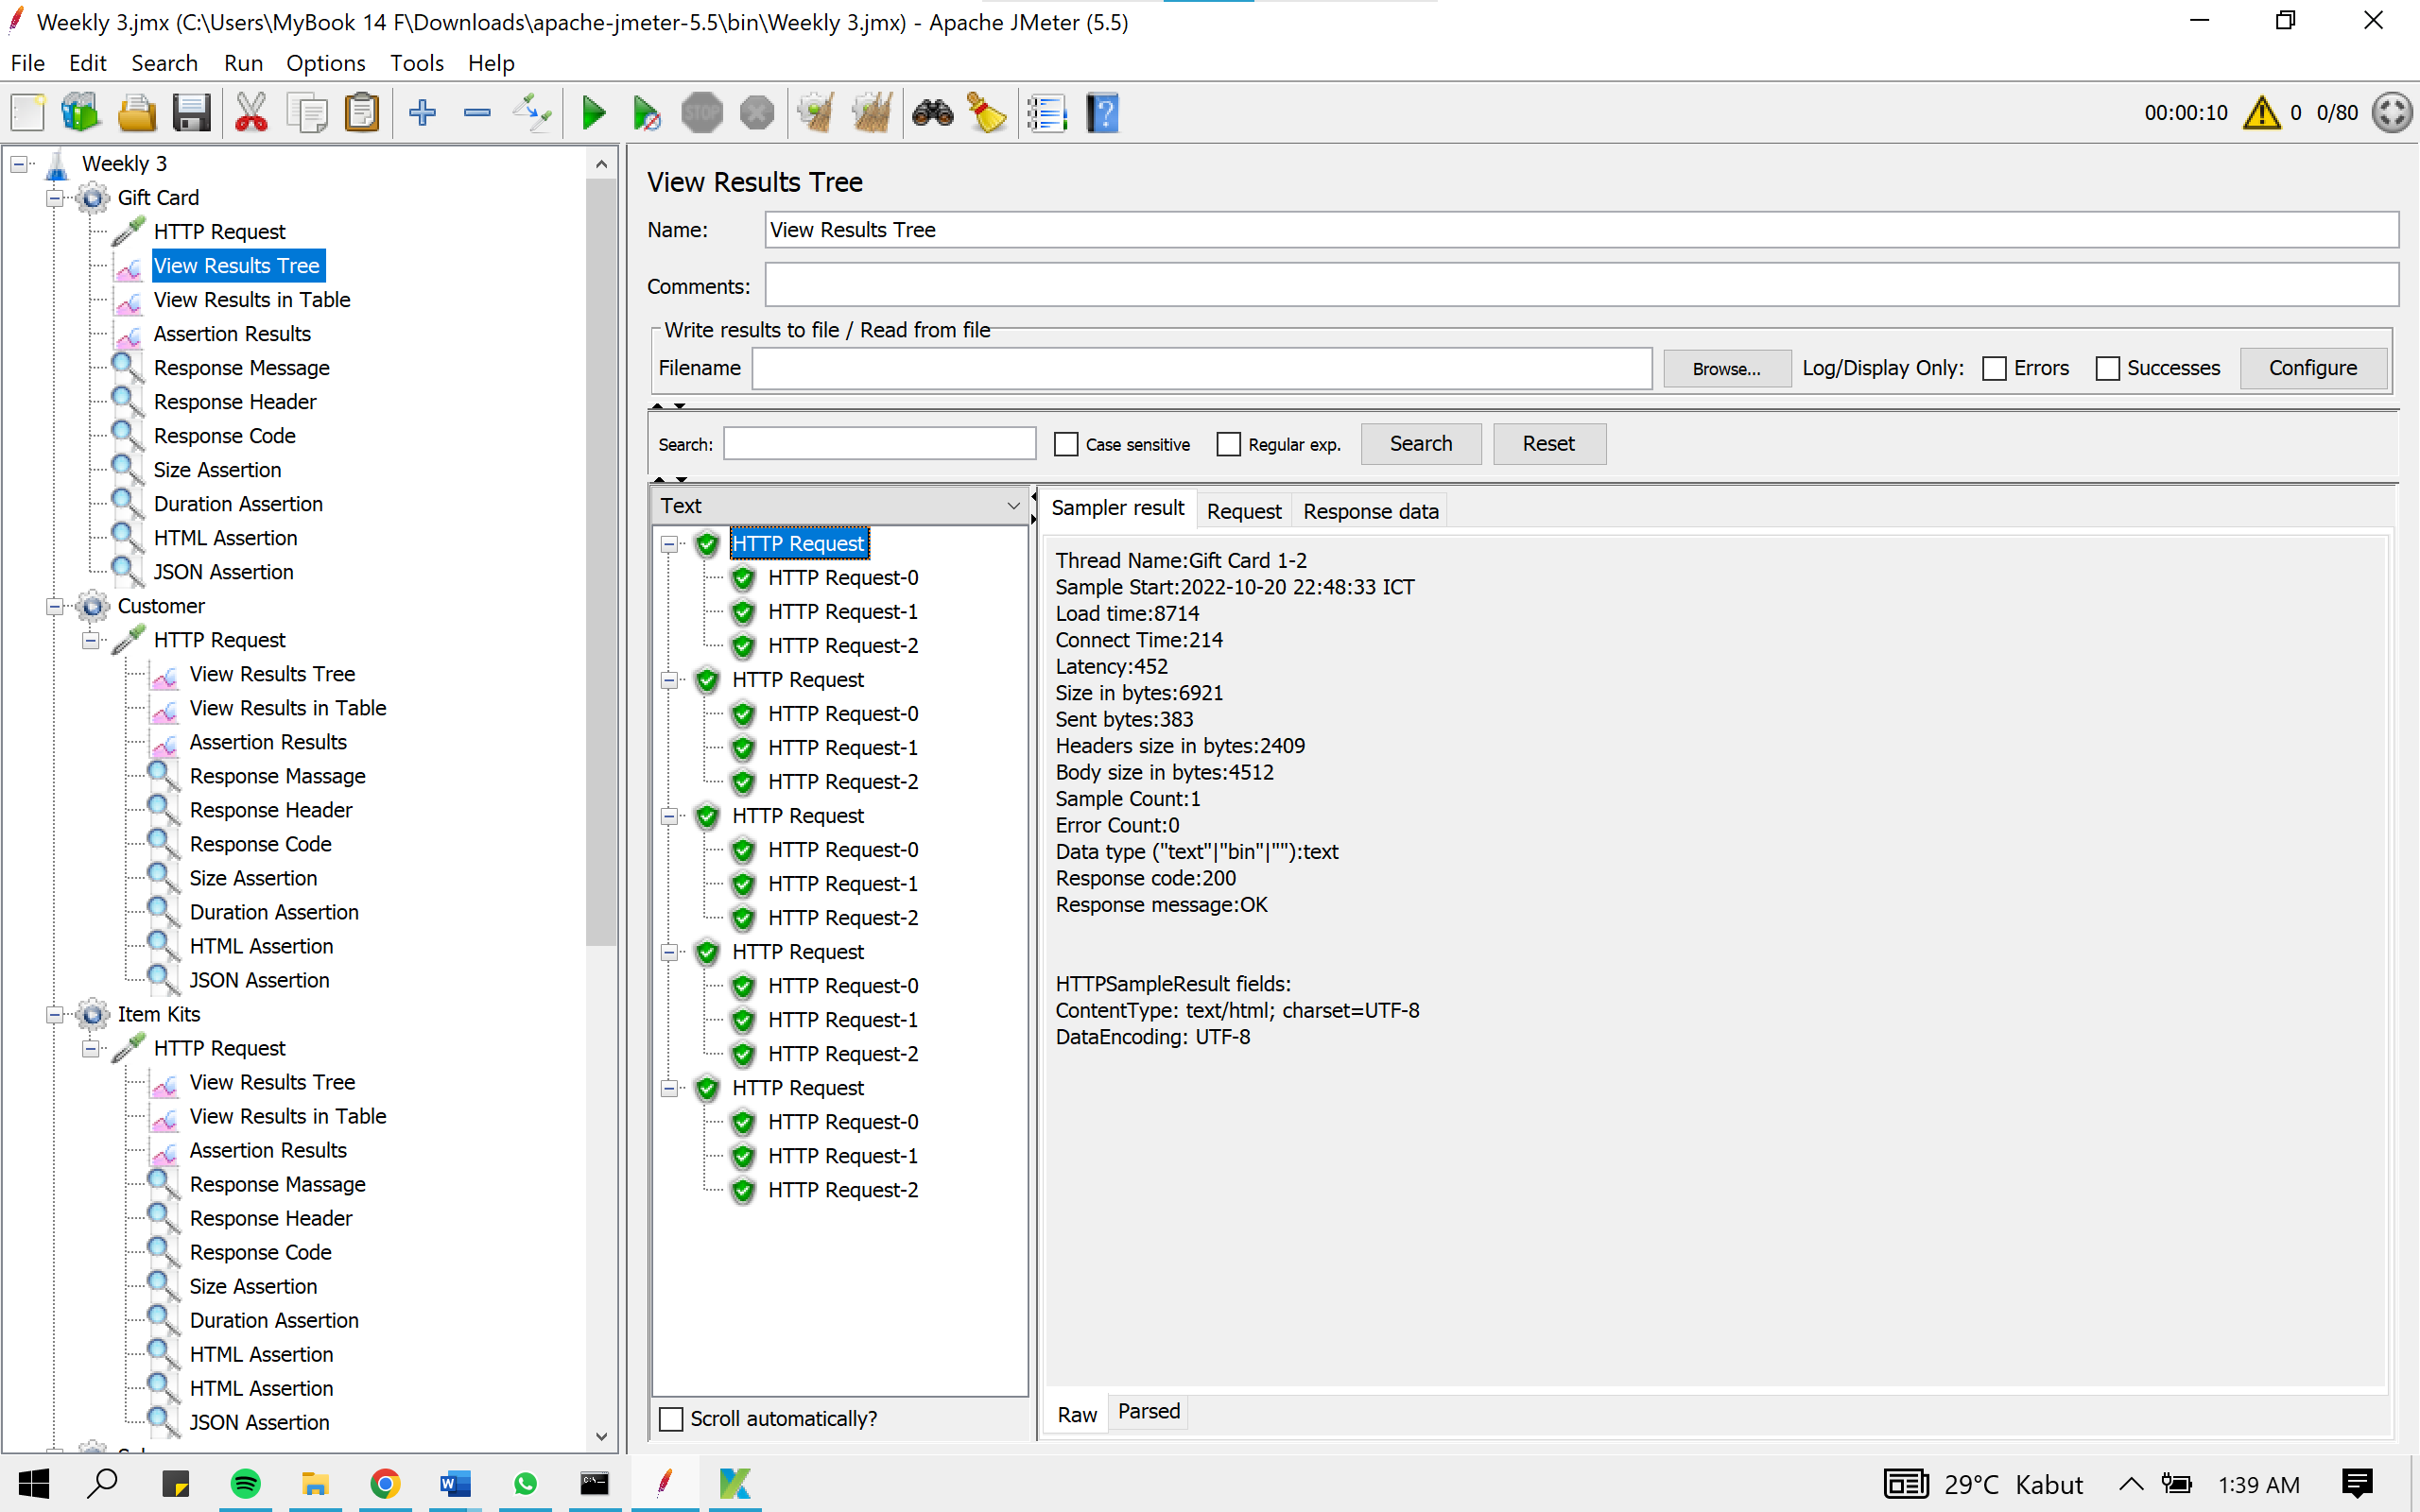 Weekly 3.jmx (C:\Users\MyBook 14 F\Downloads\apache-jmeter-5.5\bin\Weekly 3.jmx) - Apache JMeter (5.5)
File Edit Search Run Options Tools Help
STOP
00:00:10 0 0/80
Weekly 3
Gift Card
HTTP Request
View Results Tree
View Results in Table
Assertion Results
Response Message
Response Header
Response Code
Size Assertion
Duration Assertion
HTML Assertion
JSON Assertion
Customer
HTTP Request
View Results Tree
View Results in Table
Assertion Results
Response Massage
Response Header
Response Code
Size Assertion
Duration Assertion
HTML Assertion
JSON Assertion
Item Kits
HTTP Request
View Results Tree
View Results in Table
Assertion Results
Response Massage
Response Header
Response Code
Size Assertion
Duration Assertion
HTML Assertion
HTML Assertion
JSON Assertion
View Results Tree
Name: View Results Tree
Comments:
Write results to file / Read from file
Filename Browse... Log/Display Only: Errors Successes Configure
Search: Case sensitive Regular exp. Search Reset
Text
HTTP Request
HTTP Request-0
HTTP Request-1
HTTP Request-2
HTTP Request
HTTP Request-0
HTTP Request-1
HTTP Request-2
HTTP Request
HTTP Request-0
HTTP Request-1
HTTP Request-2
HTTP Request
HTTP Request-0
HTTP Request-1
HTTP Request-2
HTTP Request
HTTP Request-0
HTTP Request-1
HTTP Request-2
Scroll automatically?
Sampler result Request Response data
Thread Name:Gift Card 1-2
Sample Start:2022-10-20 22:48:33 ICT
Load time:8714
Connect Time:214
Latency:452
Size in bytes:6921
Sent bytes:383
Headers size in bytes:2409
Body size in bytes:4512
Sample Count:1
Error Count:0
Data type ("text"|"bin"|""):text
Response code:200
Response message:OK
HTTPSampleResult fields:
ContentType: text/html; charset=UTF-8
DataEncoding: UTF-8
Raw Parsed
29°C Kabut 1:39 AM